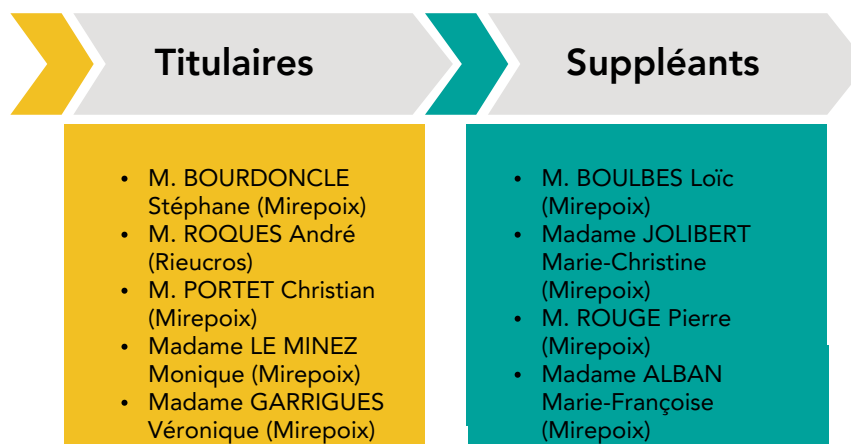 Titulaires
• M. BOURDONCLE
Stéphane (Mirepoix)
• M. ROQUES André
(Rieucros)
• M. PORTET Christian
(Mirepoix)
• Madame LE MINEZ
Monique (Mirepoix)
• Madame GARRIGUES
Véronique (Mirepoix)
Suppléants
• M. BOULBES Loïc
(Mirepoix)
• Madame JOLIBERT
Marie-Christine
(Mirepoix)
• M. ROUGE Pierre
(Mirepoix)
• Madame ALBAN
Marie-Françoise
(Mirepoix)